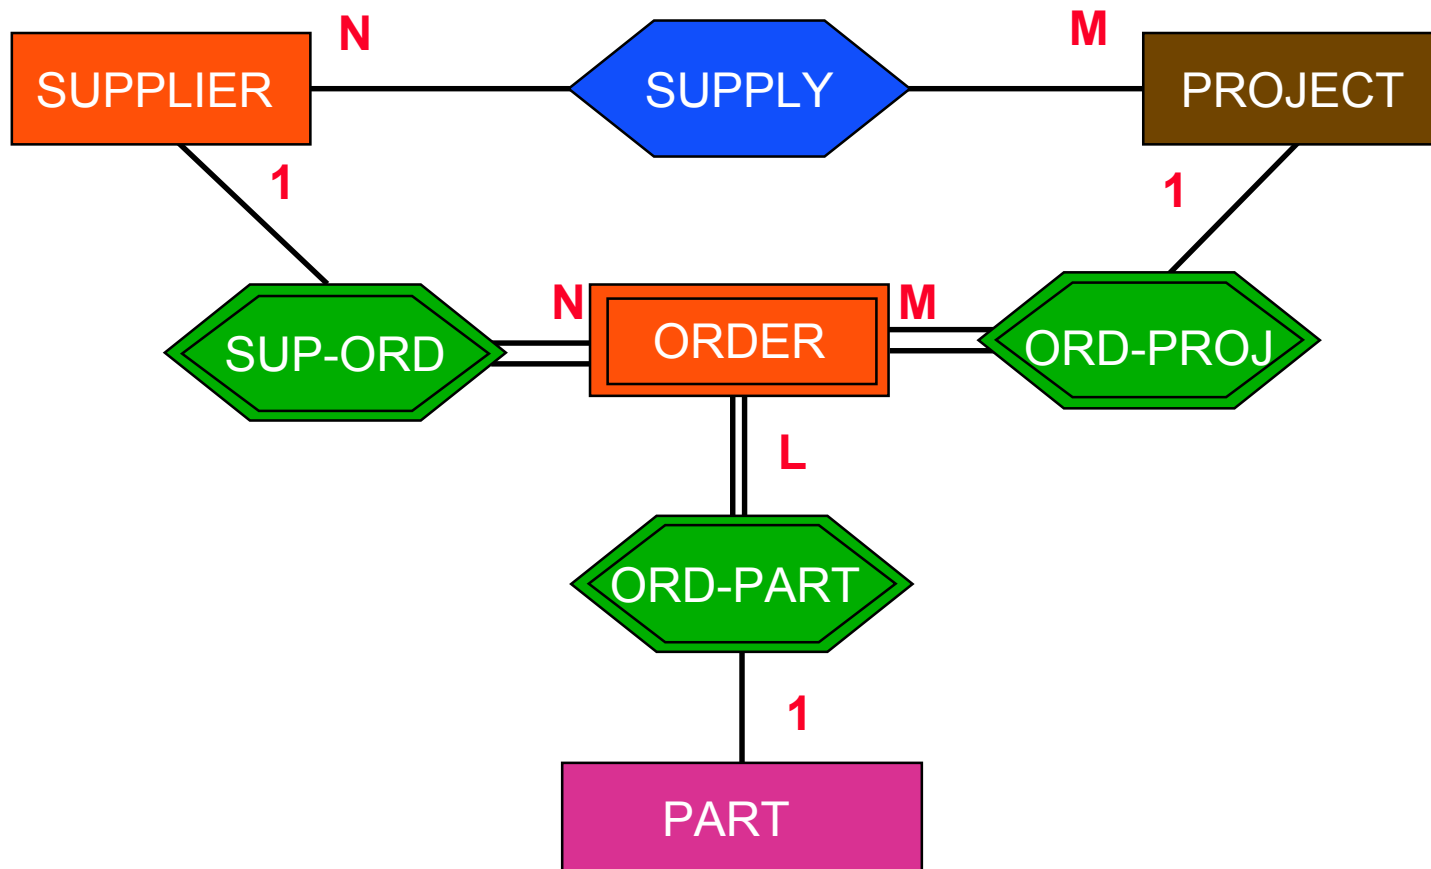 N
M
SUPPLIER
SUPPLY
PROJECT
1
1
N
M
SUP-ORD
ORDER
ORD-PROJ
L
ORD-PART
1
PART